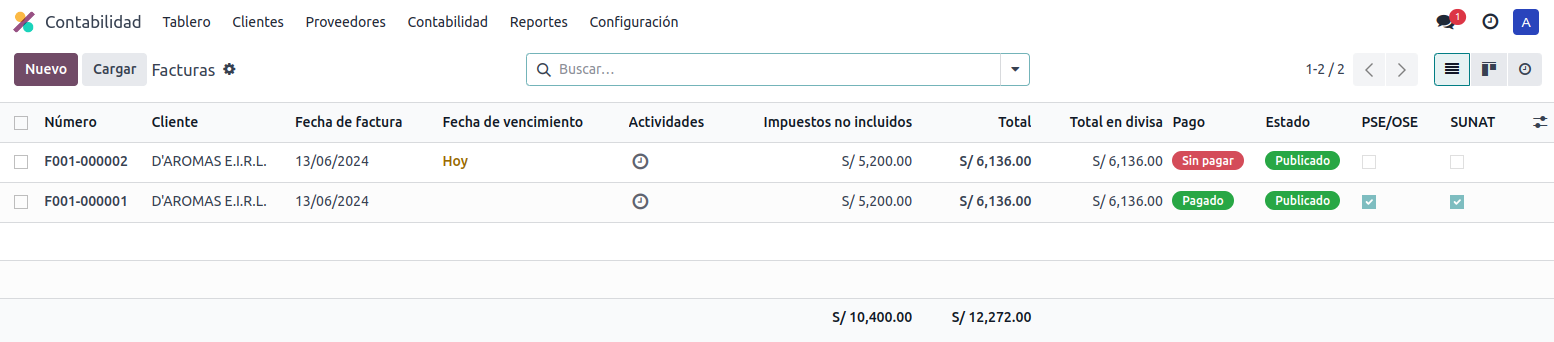 Contabilidad Tablero Clientes Proveedores Contabilidad Reportes Configuración 1 A
Nuevo Cargar Facturas Buscar... 1-2 / 2
Número Cliente Fecha de factura Fecha de vencimiento Actividades Impuestos no incluidos Total Total en divisa Pago Estado PSE/OSE SUNAT
F001-000002 D'AROMAS E.I.R.L. 13/06/2024 Hoy S/ 5,200.00 S/ 6,136.00 S/ 6,136.00 Sin pagar Publicado
F001-000001 D'AROMAS E.I.R.L. 13/06/2024 S/ 5,200.00 S/ 6,136.00 S/ 6,136.00 Pagado Publicado
S/ 10,400.00 S/ 12,272.00